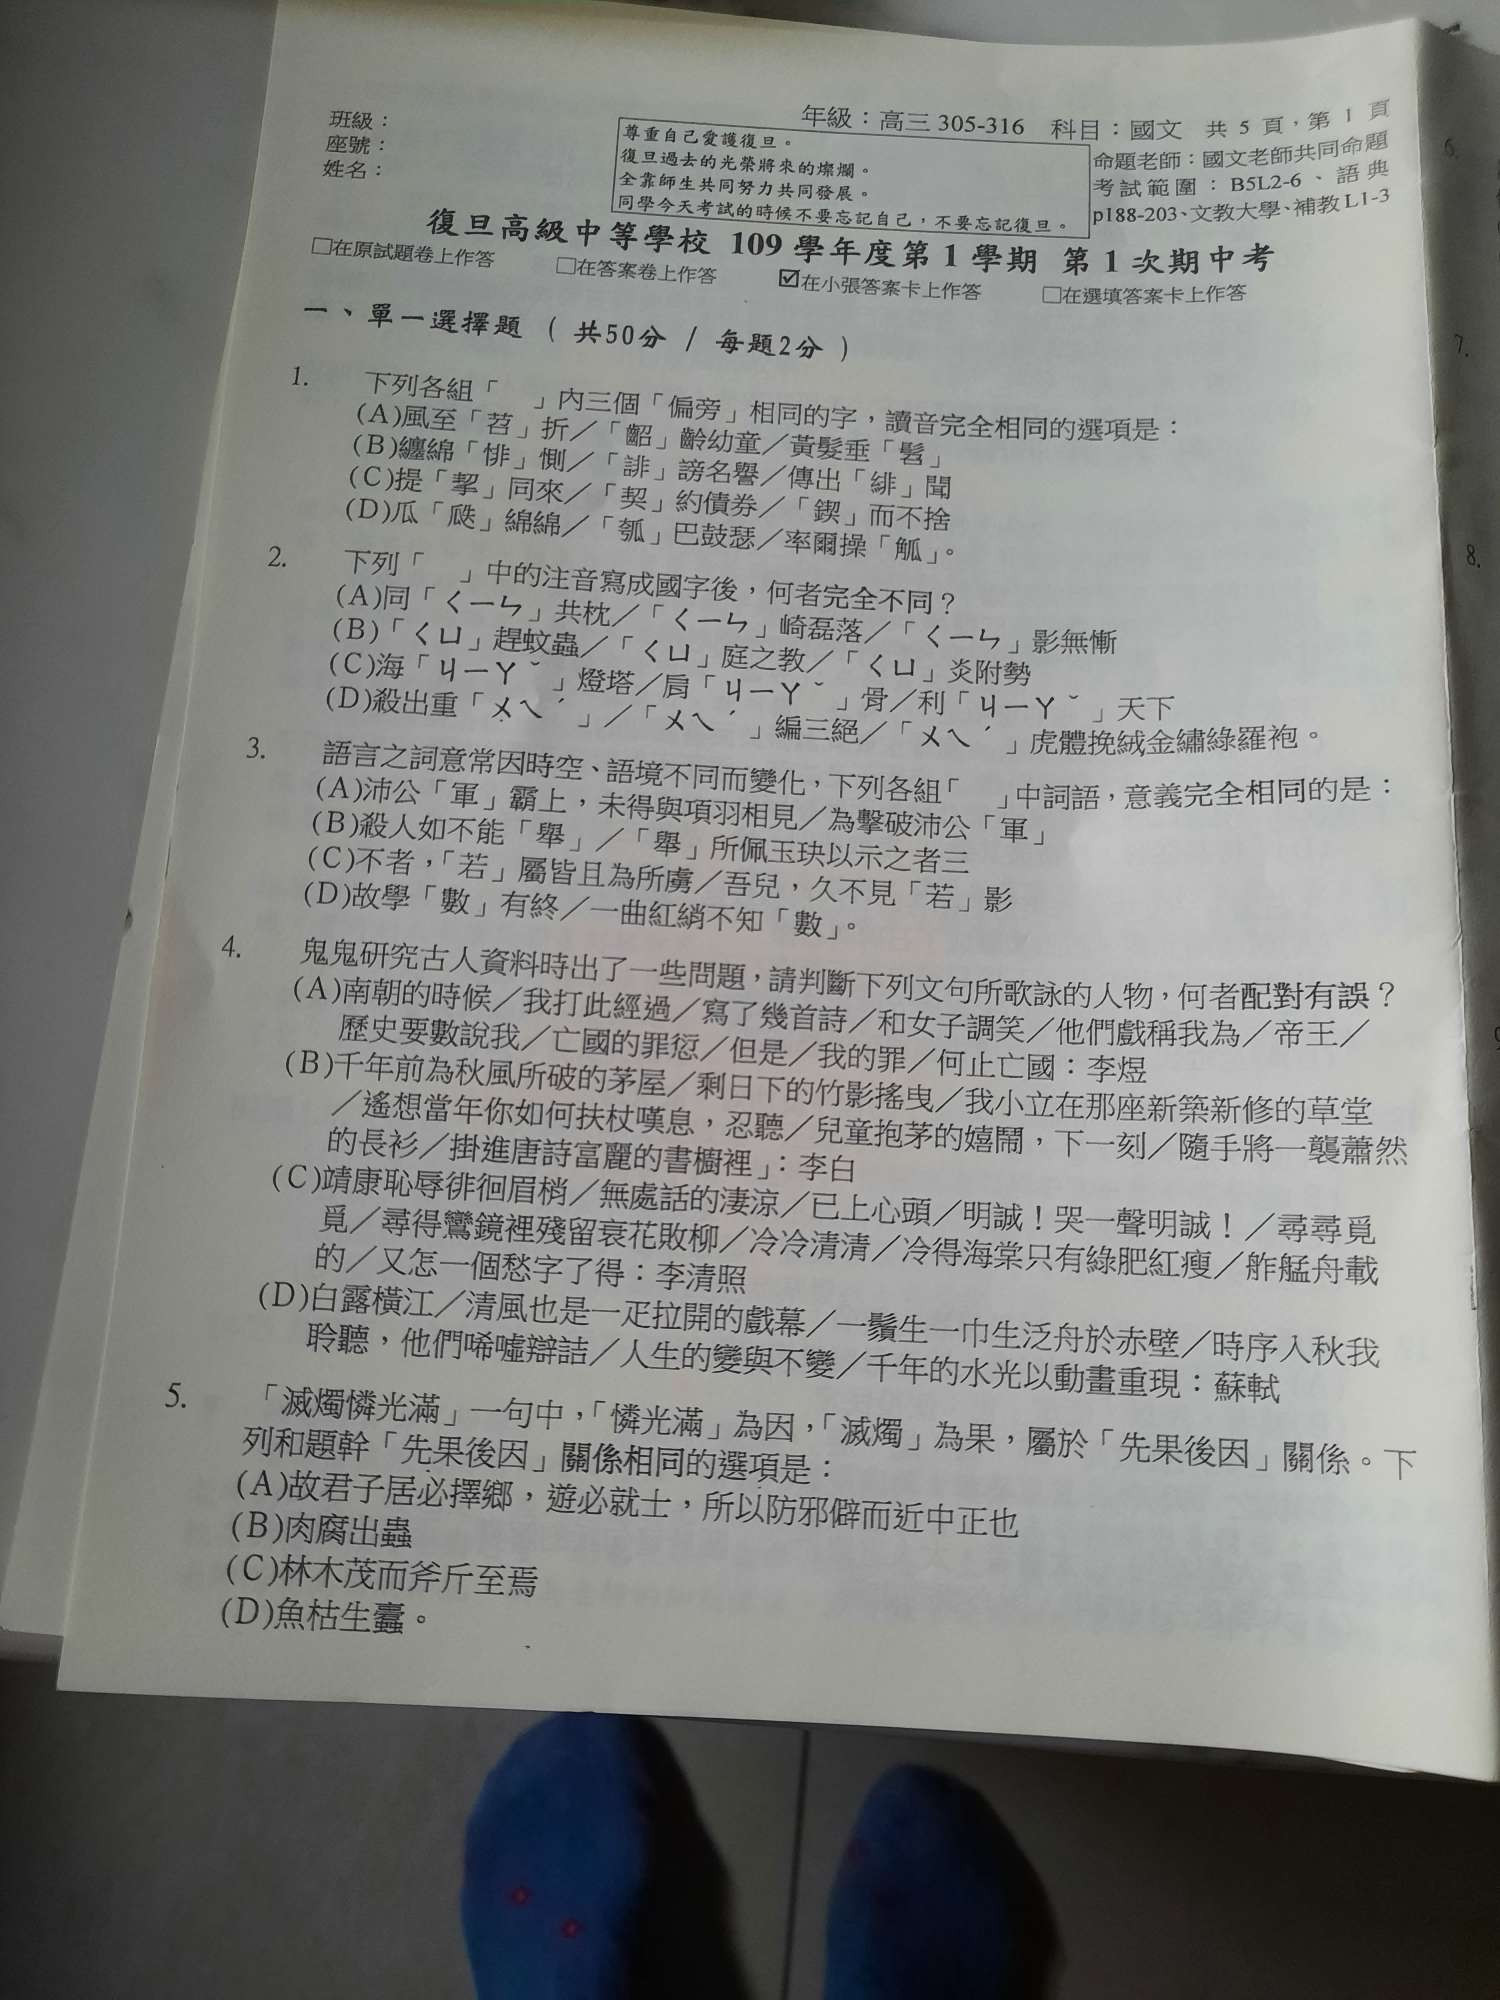 班級：
座號：
姓名：
尊重自己愛護復旦。
復旦過去的光榮將來的燦爛。
全靠師生共同努力共同發展。
同學今天考試的時候不要忘記自己，不要忘記復旦。
年級：高三 305-316 科目：國文 共 5 頁，第 1 頁
命題老師：國文老師共同命題
考試範圍：B5L2-6、語典
p188-203、文教大學、補教 L1-3
復旦高級中等學校 109 學年度第 1 學期 第 1 次期中考
□在原試題卷上作答 □在答案卷上作答 ☑在小張答案卡上作答 □在選填答案卡上作答
一、單一選擇題（共50分 / 每題2分）
1. 下列各組「 」內三個「偏旁」相同的字，讀音完全相同的選項是：
(A)風至「苕」折／「齠」齡幼童／黃髮垂「髫」
(B)纏綿「悱」惻／「誹」謗名譽／傳出「緋」聞
(C)提「挈」同來／「契」約債券／「鍥」而不捨
(D)瓜「瓞」綿綿／「瓠」巴鼓瑟／率爾操「觚」。
2. 下列「 」中的注音寫成國字後，何者完全不同？
(A)同「ㄑㄧㄣ」共枕／「ㄑㄧㄣ」崎磊落／「ㄑㄧㄣ」影無慚
(B)「ㄑㄩ」趕蚊蟲／「ㄑㄩ」庭之教／「ㄑㄩ」炎附勢
(C)海「ㄐㄧㄚˇ」燈塔／肩「ㄐㄧㄚˇ」骨／利「ㄐㄧㄚˇ」天下
(D)殺出重「ㄨㄟˊ」／「ㄨㄟˊ」編三絕／「ㄨㄟˊ」虎體挽絨金繡綠羅袍。
3. 語言之詞意常因時空、語境不同而變化，下列各組「 」中詞語，意義完全相同的是：
(A)沛公「軍」霸上，未得與項羽相見／為擊破沛公「軍」
(B)殺人如不能「舉」／「舉」所佩玉玦以示之者三
(C)不者，「若」屬皆且為所虜／吾兒，久不見「若」影
(D)故學「數」有終／一曲紅綃不知「數」。
4. 鬼鬼研究古人資料時出了一些問題，請判斷下列文句所歌詠的人物，何者配對有誤？
(A)南朝的時候／我打此經過／寫了幾首詩／和女子調笑／他們戲稱我為／帝王／
歷史要數說我／亡國的罪愆／但是／我的罪／何止亡國：李煜
(B)千年前為秋風所破的茅屋／剩日下的竹影搖曳／我小立在那座新築新修的草堂
／遙想當年你如何扶杖嘆息，忍聽／兒童抱茅的嬉鬧，下一刻／隨手將一襲蕭然
的長衫／掛進唐詩富麗的書櫥裡」：李白
(C)靖康恥辱徘徊眉梢／無處話的淒涼／已上心頭／明誠！哭一聲明誠！／尋尋覓
覓／尋得鸞鏡裡殘留衰花敗柳／冷冷清清／冷得海棠只有綠肥紅瘦／舴艋舟載
的／又怎一個愁字了得：李清照
(D)白露橫江／清風也是一疋拉開的戲幕／一鬚生一巾生泛舟於赤壁／時序入秋我
聆聽，他們唏噓辯詰／人生的變與不變／千年的水光以動畫重現：蘇軾
5. 「滅燭憐光滿」一句中，「憐光滿」為因，「滅燭」為果，屬於「先果後因」關係。下
列和題幹「先果後因」關係相同的選項是：
(A)故君子居必擇鄉，遊必就士，所以防邪僻而近中正也
(B)肉腐出蟲
(C)林木茂而斧斤至焉
(D)魚枯生蠹。
6.
7.
8.